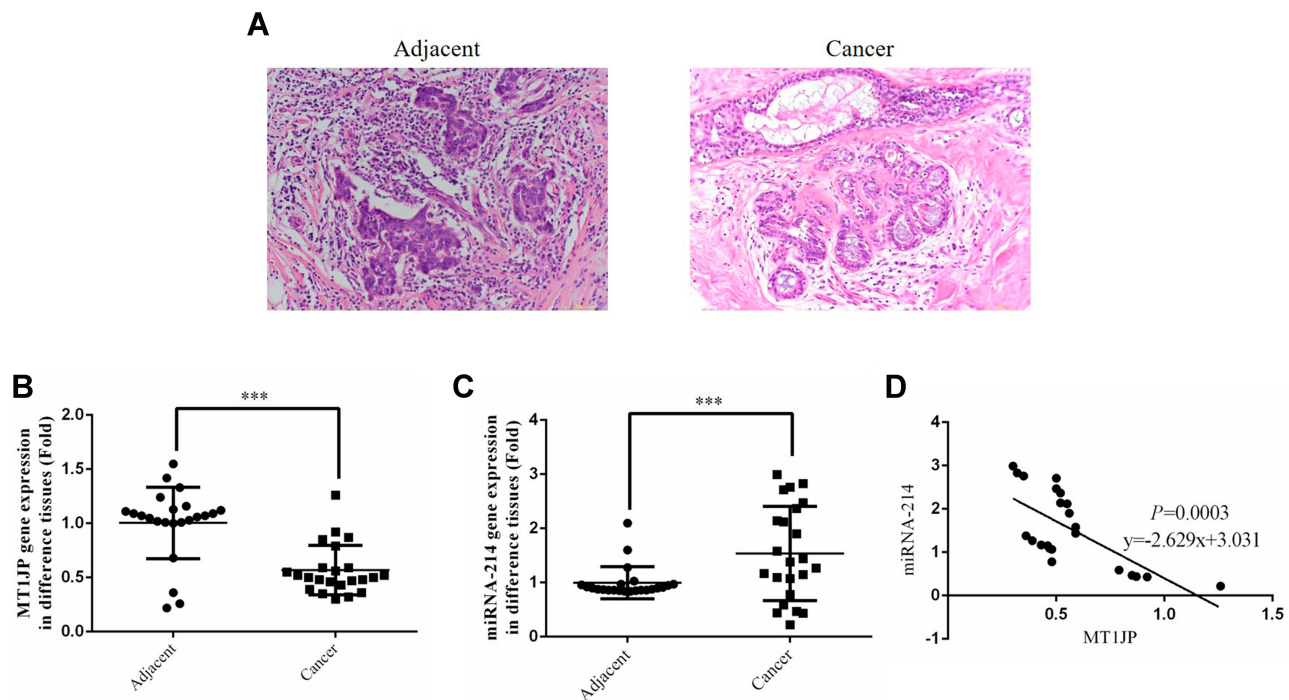 A
Adjacent
Cancer
B
MT1JP gene expression
in difference tissues (Fold)
2.0
1.5
1.0
0.5
0.0
***
Adjacent
Cancer
C
miRNA-214 gene expression
in difference tissues (Fold)
4
3
2
1
0
***
Adjacent
Cancer
D
miRNA-214
4
3
2
1
0
-1
P=0.0003
y=-2.629x+3.031
0.5
1.0
1.5
MT1JP